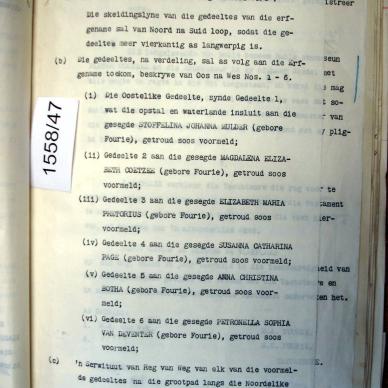 istreer
Die skeidingslyne van die gedeeltes van die erf-
gename sal van Noord na Suid loop, sodat die ge-
deeltes meer vierkantig as langwerpig is.
(b) Die gedeeltes, na verdeling, sal as volg aan die Erf-
gename toekom, beskrywe van Oos na Wes Nos. 1 - 6.
(i) Die Oostelike Gedeelte, synde Gedeelte 1,
wat die opstal en waterlande insluit aan die
gesegde STOFFELINA JOHANNA MULDER (gebore
Fourie), getroud soos voormeld;
(ii) Gedeelte 2 aan die gesegde MAGDALENA ELIZA-
BETH COETZEE (gebore Fourie), getroud soos
voormeld;
(iii) Gedeelte 3 aan die gesegde ELIZABETH MARIA
PRETORIUS (gebore Fourie), getroud soos
voormeld;
(iv) Gedeelte 4 aan die gesegde SUSANNA CATHARINA
PAGE (gebore Fourie), getroud soos voormeld;
(v) Gedeelte 5 aan die gesegde ANNA CHRISTINA
BOTHA (gebore Fourie), getroud soos voor-
meld;
(vi) Gedeelte 6 aan die gesegde PETRONELLA SOPHIA
VAN DEVENTER (gebore Fourie), getroud soos
voormeld;
(c) 'n Serwituut van Reg van Weg van elk van die voormel-
de gedeeltes na die grootpad langs die Noordelike
1558/47